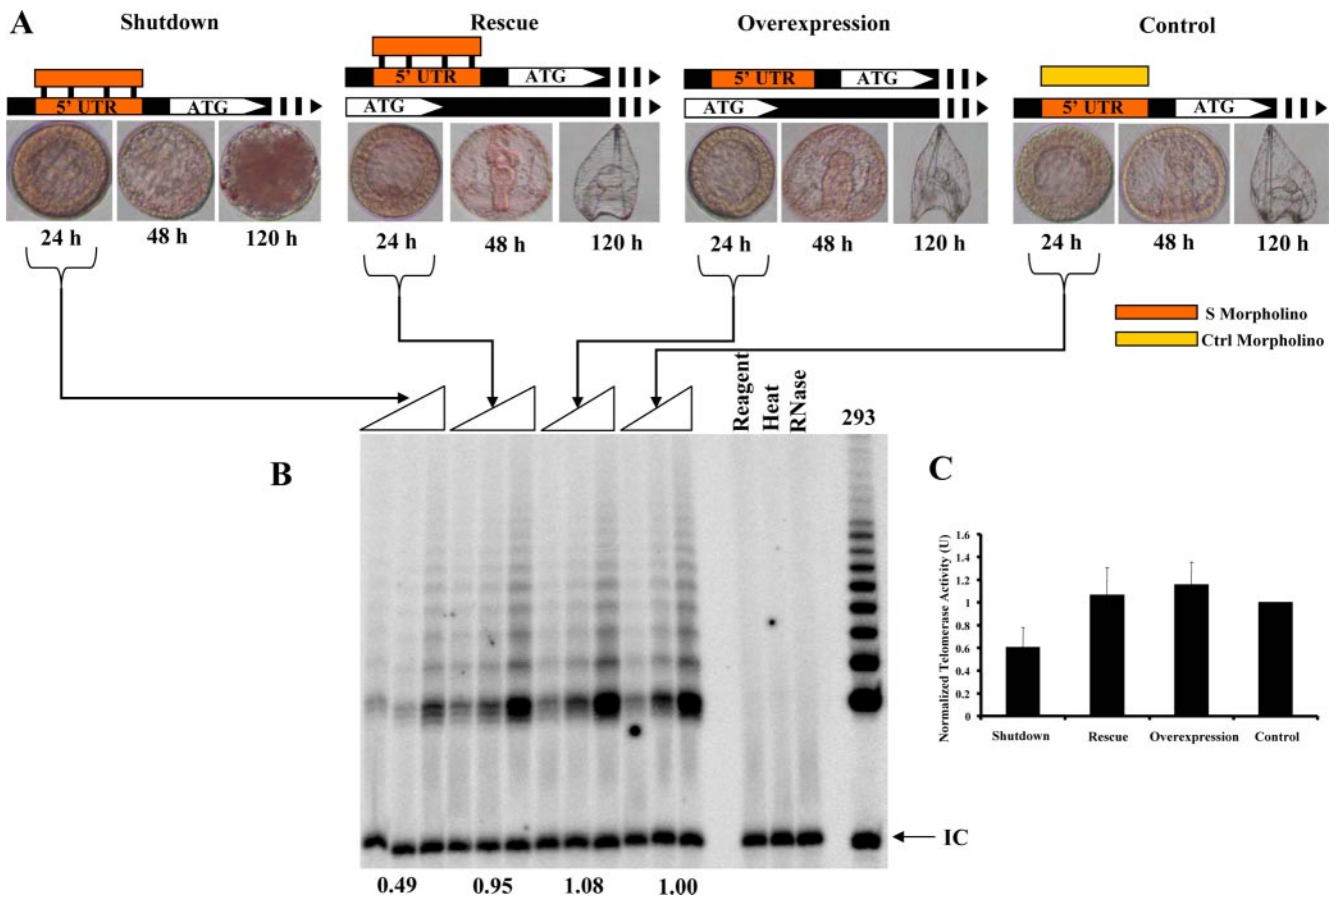 A
Shutdown
Rescue
Overexpression
Control
5' UTR
ATG
5' UTR
ATG
ATG
5' UTR
ATG
ATG
5' UTR
ATG
24 h
48 h
120 h
24 h
48 h
120 h
24 h
48 h
120 h
24 h
48 h
120 h
S Morpholino
Ctrl Morpholino
Reagent
Heat
RNase
293
B
IC
0.49
0.95
1.08
1.00
C
Normalized Telomerase Activity (U)
1.6
1.4
1.2
1
0.8
0.6
0.4
0.2
0
Shutdown
Rescue
Overexpression
Control